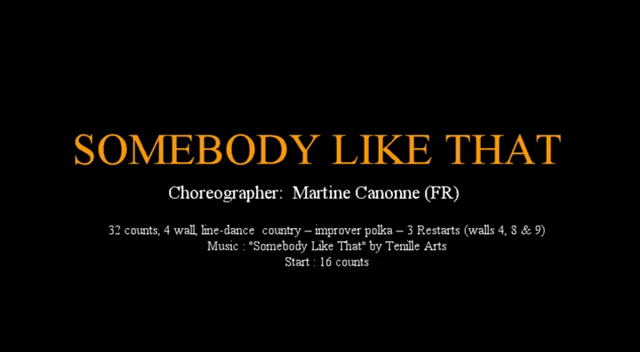 SOMEBODY LIKE THAT
Choreographer: Martine Canonne (FR)
32 counts, 4 wall, line-dance country – improver polka – 3 Restarts (walls 4, 8 & 9)
Music : "Somebody Like That" by Tenille Arts
Start : 16 counts